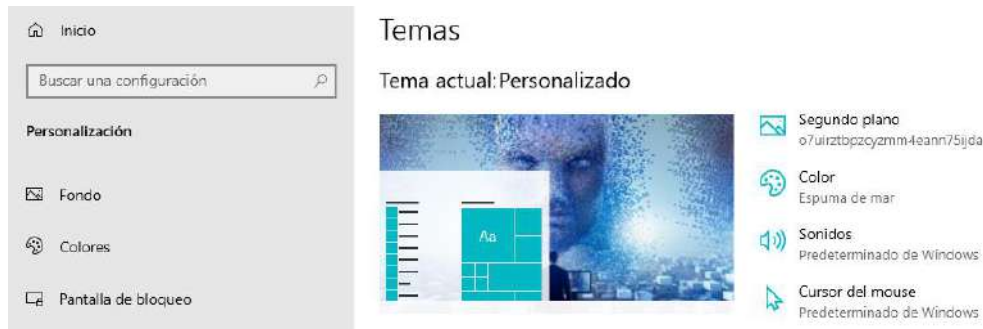 Inicio
Buscar una configuración
Personalización
Fondo
Colores
Pantalla de bloqueo
Temas
Tema actual: Personalizado
Aa
Segundo plano
Color
Espuma de mar
Sonidos
Predeterminado de Windows
Cursor del mouse
Predeterminado de Windows